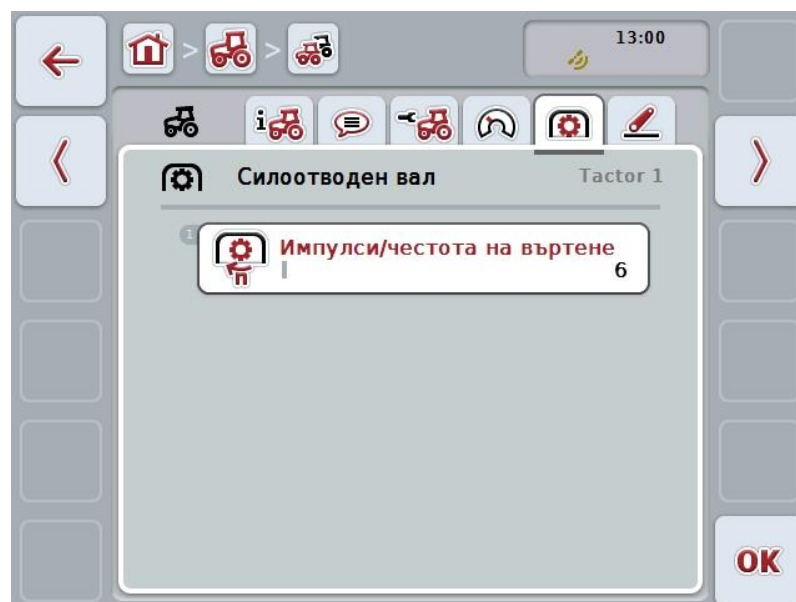 13:00
i
Силоотводен вал
Tactor 1
1
Импулси/честота на въртене
n
6
OK